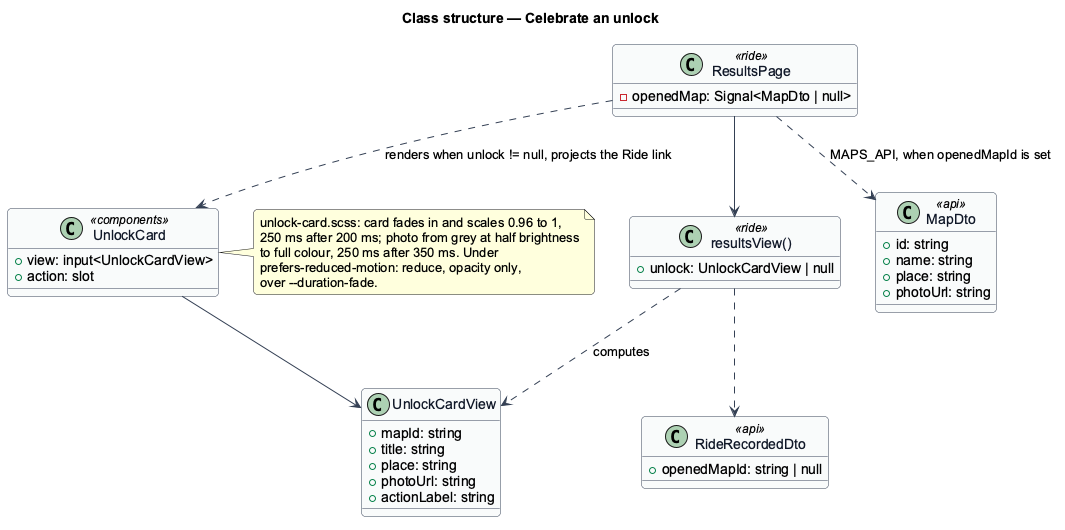 Class structure — Celebrate an unlock
«ride»
ResultsPage
openedMap: Signal<MapDto | null>
renders when unlock != null, projects the Ride link
MAPS_API, when openedMapId is set
«components»
UnlockCard
view: input<UnlockCardView>
action: slot
unlock-card.scss: card fades in and scales 0.96 to 1,
250 ms after 200 ms; photo from grey at half brightness
to full colour, 250 ms after 350 ms. Under
prefers-reduced-motion: reduce, opacity only,
over --duration-fade.
«ride»
resultsView()
unlock: UnlockCardView | null
«api»
MapDto
id: string
name: string
place: string
photoUrl: string
computes
UnlockCardView
mapId: string
title: string
place: string
photoUrl: string
actionLabel: string
«api»
RideRecordedDto
openedMapId: string | null